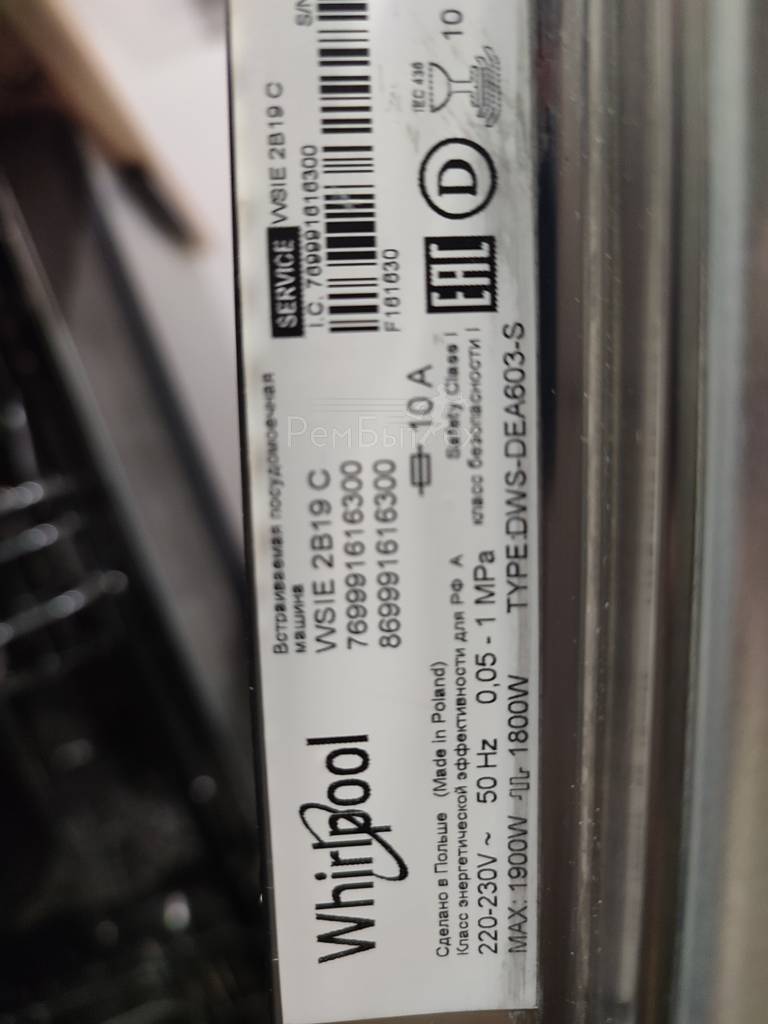 Whirlpool
Встраиваемая посудомоечная
машина
WSIE 2B19 C
769991616300
869991616300
SERVICE WSIE 2B19 C
I.C. 769991616300
S/N
F161630
Сделано в Польше (Made in Poland)
Класс энергетической эффективности для РФ A
220-230V ~ 50 Hz 0,05 - 1 MPa
MAX: 1900W 1800W TYPE:DWS-DEA603-S
10 A
Safety Class I
класс безопасности I
EAC
D
IEC 436
10
РемБытТех